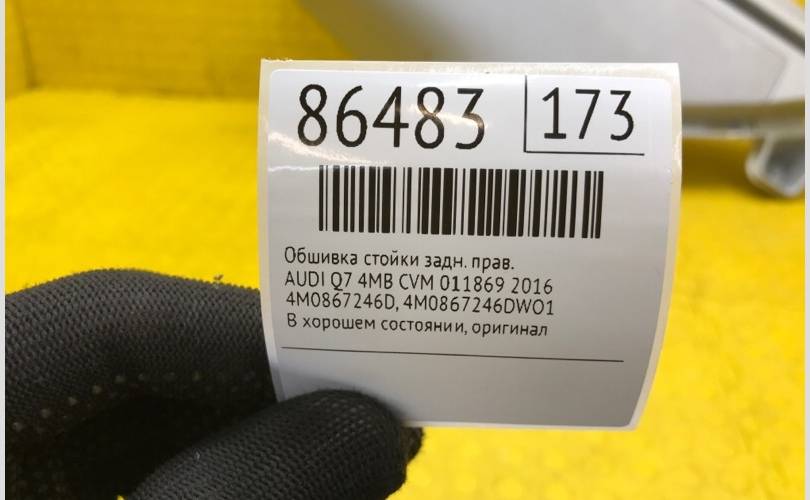 86483 173
Обшивка стойки задн. прав.
AUDI Q7 4MB CVM 011869 2016
4M0867246D, 4M0867246DWO1
В хорошем состоянии, оригинал